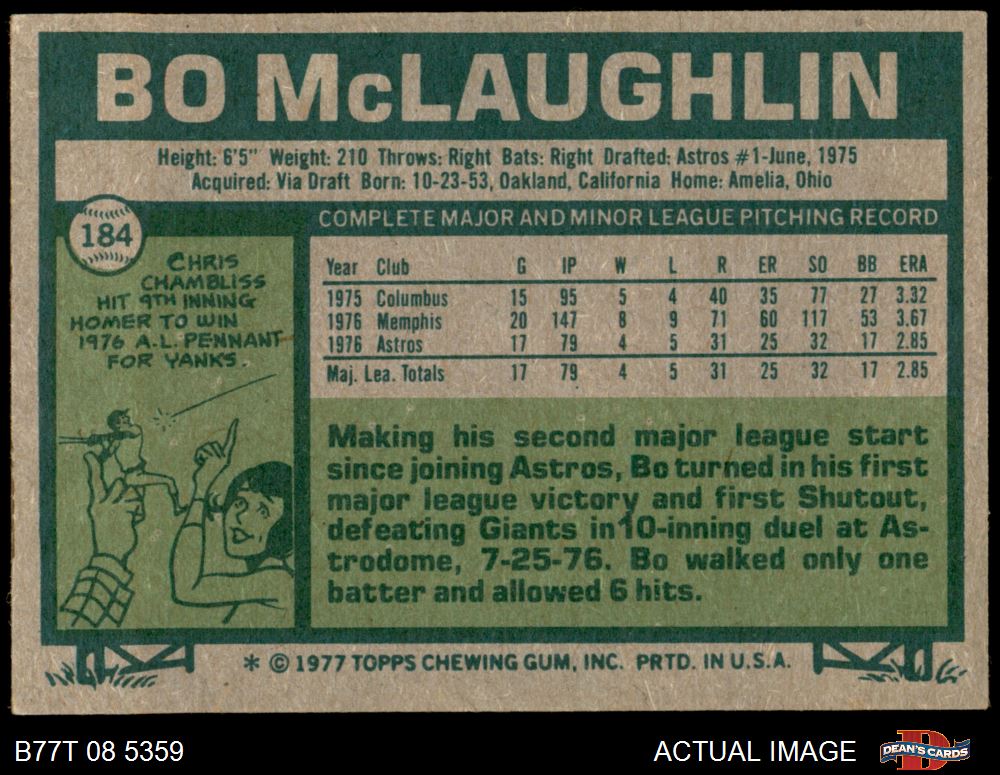 BO McLAUGHLIN
Height: 6'5" Weight: 210 Throws: Right Bats: Right Drafted: Astros #1-June, 1975
Acquired: Via Draft Born: 10-23-53, Oakland, California Home: Amelia, Ohio
184
CHRIS
CHAMBLISS
HIT 9TH INNING
HOMER TO WIN
1976 A.L. PENNANT
FOR YANKS.
COMPLETE MAJOR AND MINOR LEAGUE PITCHING RECORD
Year Club G IP W L R ER SO BB ERA
1975 Columbus 15 95 5 4 40 35 77 27 3.32
1976 Memphis 20 147 8 9 71 60 117 53 3.67
1976 Astros 17 79 4 5 31 25 32 17 2.85
Maj. Lea. Totals 17 79 4 5 31 25 32 17 2.85
Making his second major league start
since joining Astros, Bo turned in his first
major league victory and first Shutout,
defeating Giants in 10-inning duel at As-
trodome, 7-25-76. Bo walked only one
batter and allowed 6 hits.
* © 1977 TOPPS CHEWING GUM, INC. PRTD. IN U.S.A.
B77T 08 5359
ACTUAL IMAGE
D
DEAN'S CARDS